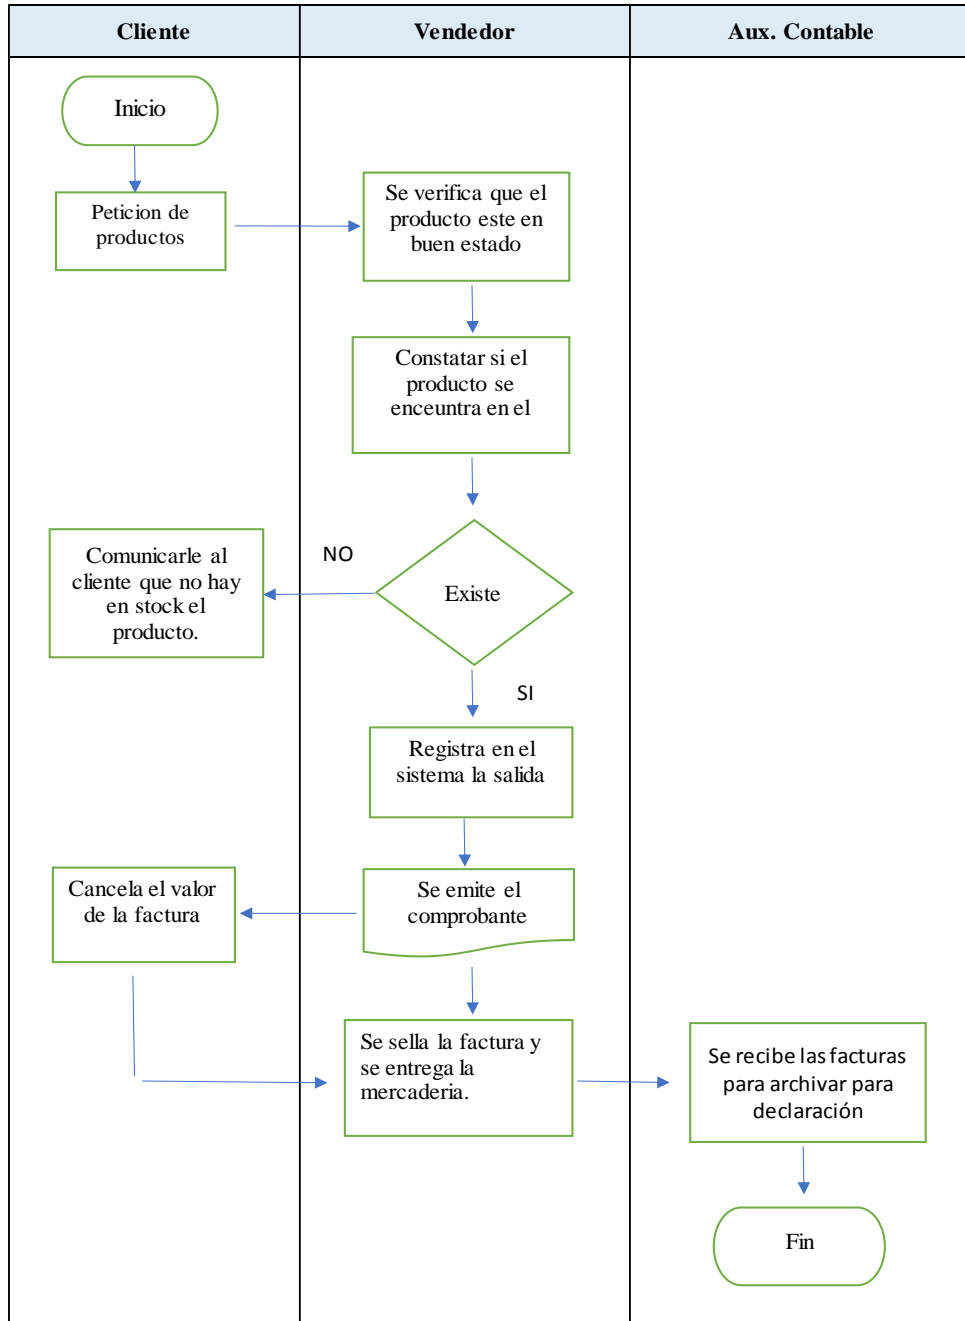 Cliente
Vendedor
Aux. Contable
Inicio
Peticion de
productos
Se verifica que el
producto este en
buen estado
Constatar si el
producto se
enceuntra en el
Existe
NO
Comunicarle al
cliente que no hay
en stock el
producto.
SI
Registra en el
sistema la salida
Se emite el
comprobante
Cancela el valor
de la factura
Se sella la factura y
se entrega la
mercaderia.
Se recibe las facturas
para archivar para
declaración
Fin